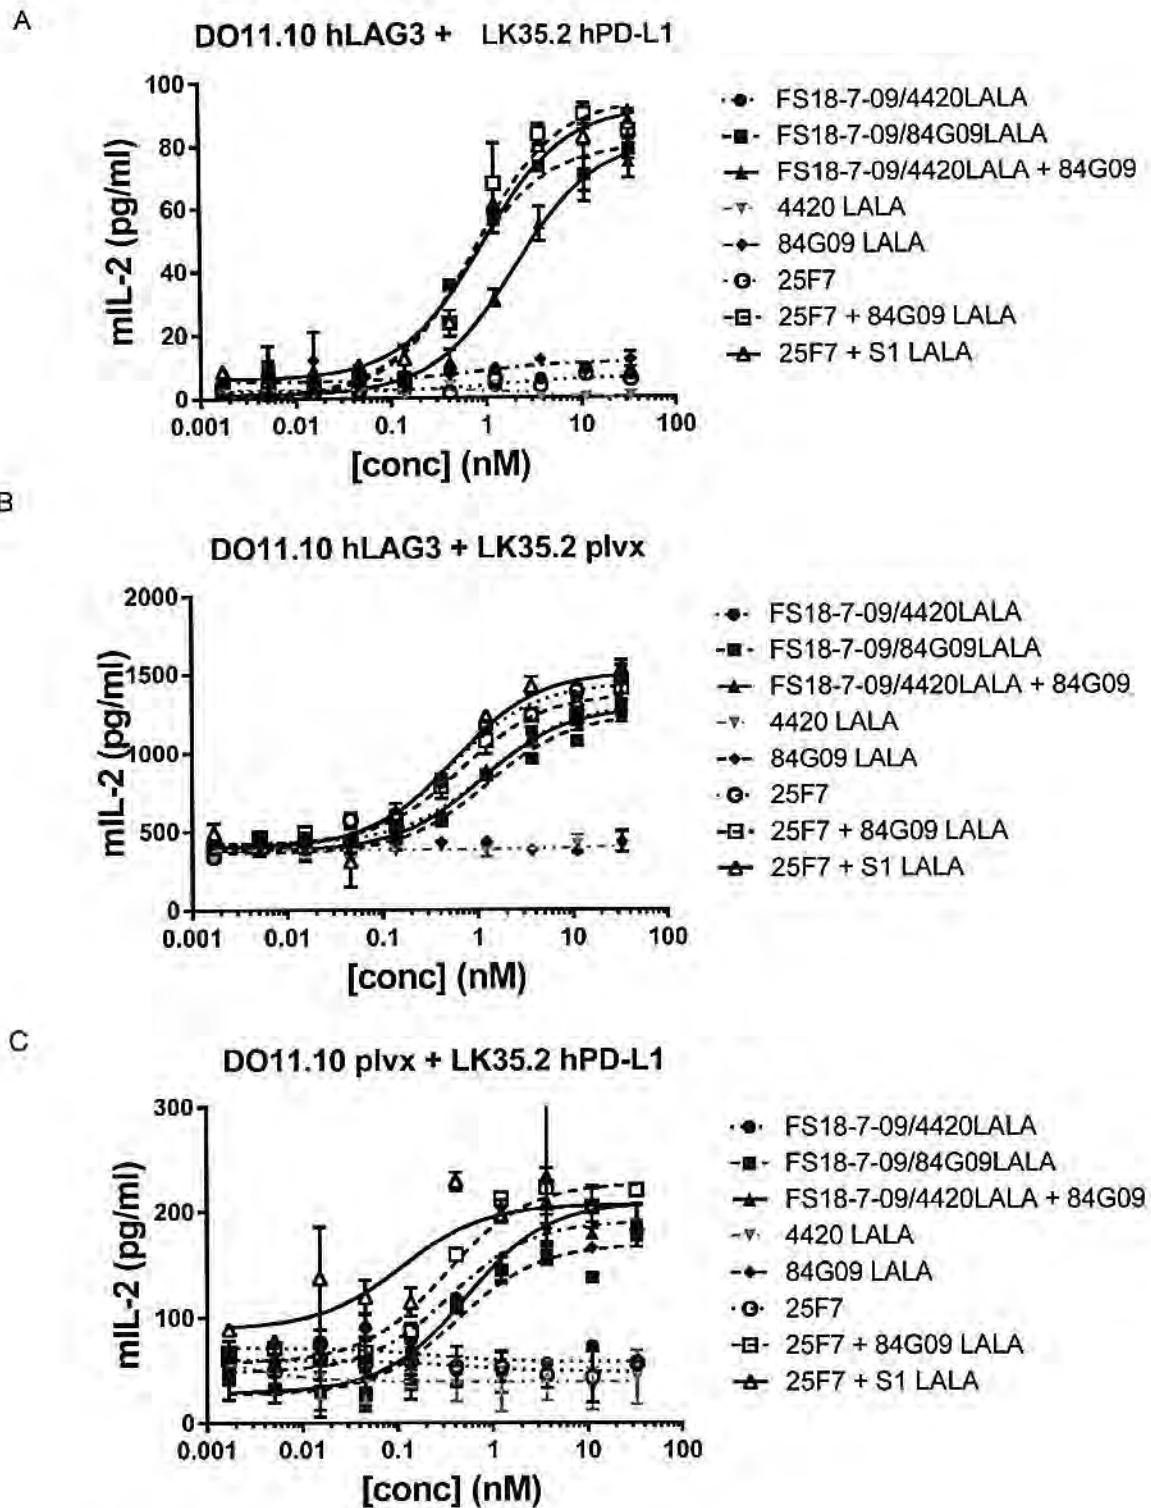 A
DO11.10 hLAG3 + LK35.2 hPD-L1
mIL-2 (pg/ml)
100
80
60
40
20
0
0.001 0.01 0.1 1 10 100
[conc] (nM)
FS18-7-09/4420LALA
FS18-7-09/84G09LALA
FS18-7-09/4420LALA + 84G09
4420 LALA
84G09 LALA
25F7
25F7 + 84G09 LALA
25F7 + S1 LALA
B
DO11.10 hLAG3 + LK35.2 plvx
mIL-2 (pg/ml)
2000
1500
1000
500
0
0.001 0.01 0.1 1 10 100
[conc] (nM)
FS18-7-09/4420LALA
FS18-7-09/84G09LALA
FS18-7-09/4420LALA + 84G09
4420 LALA
84G09 LALA
25F7
25F7 + 84G09 LALA
25F7 + S1 LALA
C
DO11.10 plvx + LK35.2 hPD-L1
mIL-2 (pg/ml)
300
200
100
0
0.001 0.01 0.1 1 10 100
[conc] (nM)
FS18-7-09/4420LALA
FS18-7-09/84G09LALA
FS18-7-09/4420LALA + 84G09
4420 LALA
84G09 LALA
25F7
25F7 + 84G09 LALA
25F7 + S1 LALA